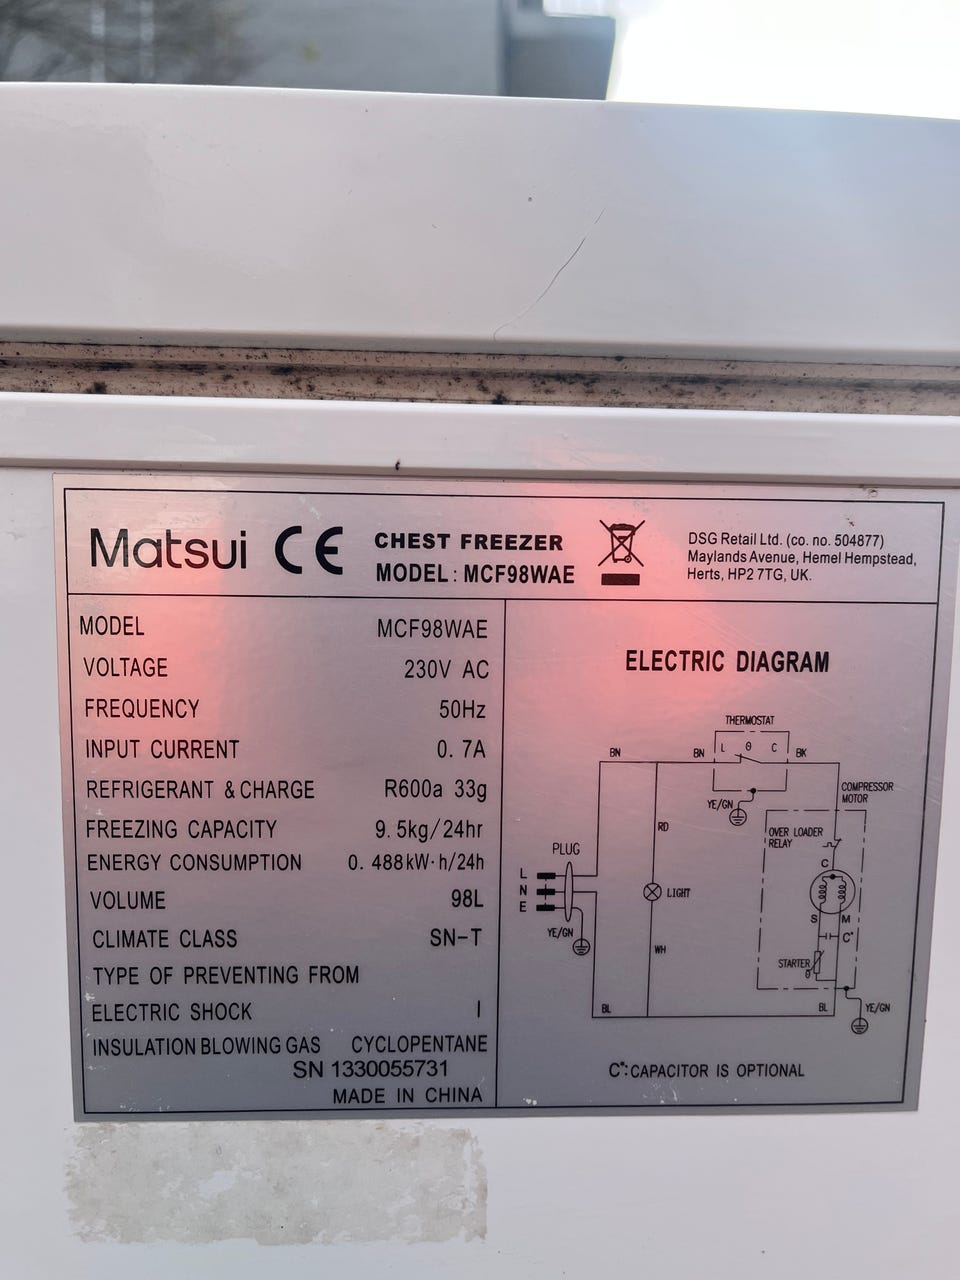 Matsui CE CHEST FREEZER
MODEL : MCF98WAE
DSG Retail Ltd. (co. no. 504877)
Maylands Avenue, Hemel Hempstead,
Herts, HP2 7TG, UK.
MODEL MCF98WAE
VOLTAGE 230V AC
FREQUENCY 50Hz
INPUT CURRENT 0. 7A
REFRIGERANT & CHARGE R600a 33g
FREEZING CAPACITY 9. 5kg/24hr
ENERGY CONSUMPTION 0. 488kW·h/24h
VOLUME 98L
CLIMATE CLASS SN-T
TYPE OF PREVENTING FROM
ELECTRIC SHOCK I
INSULATION BLOWING GAS CYCLOPENTANE
SN 1330055731
MADE IN CHINA
ELECTRIC DIAGRAM
THERMOSTAT
BN BN L θ C BK
YE/GN
COMPRESSOR
MOTOR
RD
OVER LOADER
RELAY
PLUG
C
L
N
E
LIGHT
S M
YE/GN
C*
WH
STARTER
θ
BL BL YE/GN
C*:CAPACITOR IS OPTIONAL